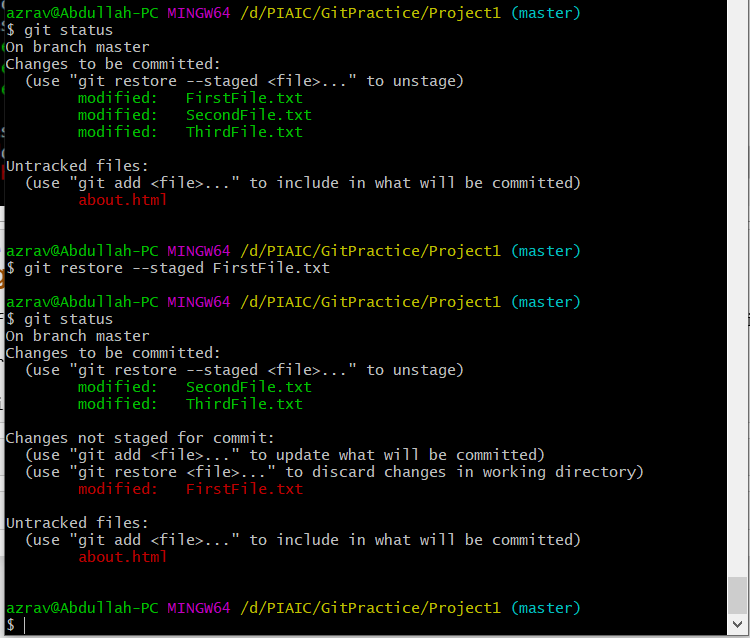 azrav@Abdullah-PC MINGW64 /d/PIAIC/GitPractice/Project1 (master)
$ git status
On branch master
Changes to be committed:
  (use "git restore --staged <file>..." to unstage)
        modified:   FirstFile.txt
        modified:   SecondFile.txt
        modified:   ThirdFile.txt

Untracked files:
  (use "git add <file>..." to include in what will be committed)
        about.html

azrav@Abdullah-PC MINGW64 /d/PIAIC/GitPractice/Project1 (master)
$ git restore --staged FirstFile.txt

azrav@Abdullah-PC MINGW64 /d/PIAIC/GitPractice/Project1 (master)
$ git status
On branch master
Changes to be committed:
  (use "git restore --staged <file>..." to unstage)
        modified:   SecondFile.txt
        modified:   ThirdFile.txt

Changes not staged for commit:
  (use "git add <file>..." to update what will be committed)
  (use "git restore <file>..." to discard changes in working directory)
        modified:   FirstFile.txt

Untracked files:
  (use "git add <file>..." to include in what will be committed)
        about.html

azrav@Abdullah-PC MINGW64 /d/PIAIC/GitPractice/Project1 (master)
$